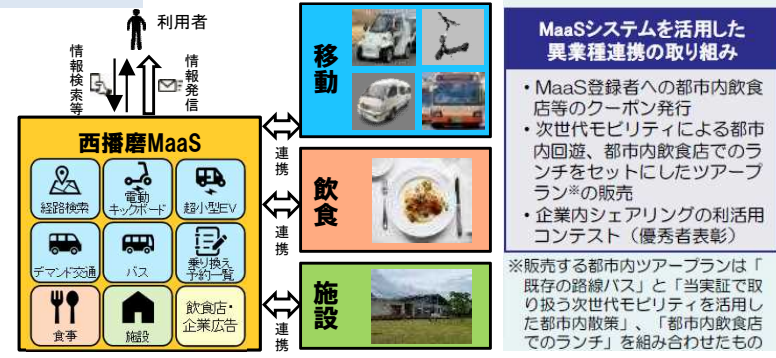 利用者
情報検索等
情報発信
西播磨MaaS
経路検索
電動
キックボード
超小型EV
デマンド交通
バス
乗り換え
予約一覧
食事
施設
飲食店・
企業広告
連携
連携
連携
移動
飲食
施設
MaaSシステムを活用した
異業種連携の取り組み
・MaaS登録者への都市内飲食
店等のクーポン発行
・次世代モビリティによる都市
内回遊、都市内飲食店でのラ
ンチをセットにしたツアープ
ラン※の販売
・企業内シェアリングの利活用
コンテスト（優秀者表彰）
※販売する都市内ツアープランは「
既存の路線バス」と「当実証で取
り扱う次世代モビリティを活用し
た都市内散策」、「都市内飲食店
でのランチ」を組み合わせたもの